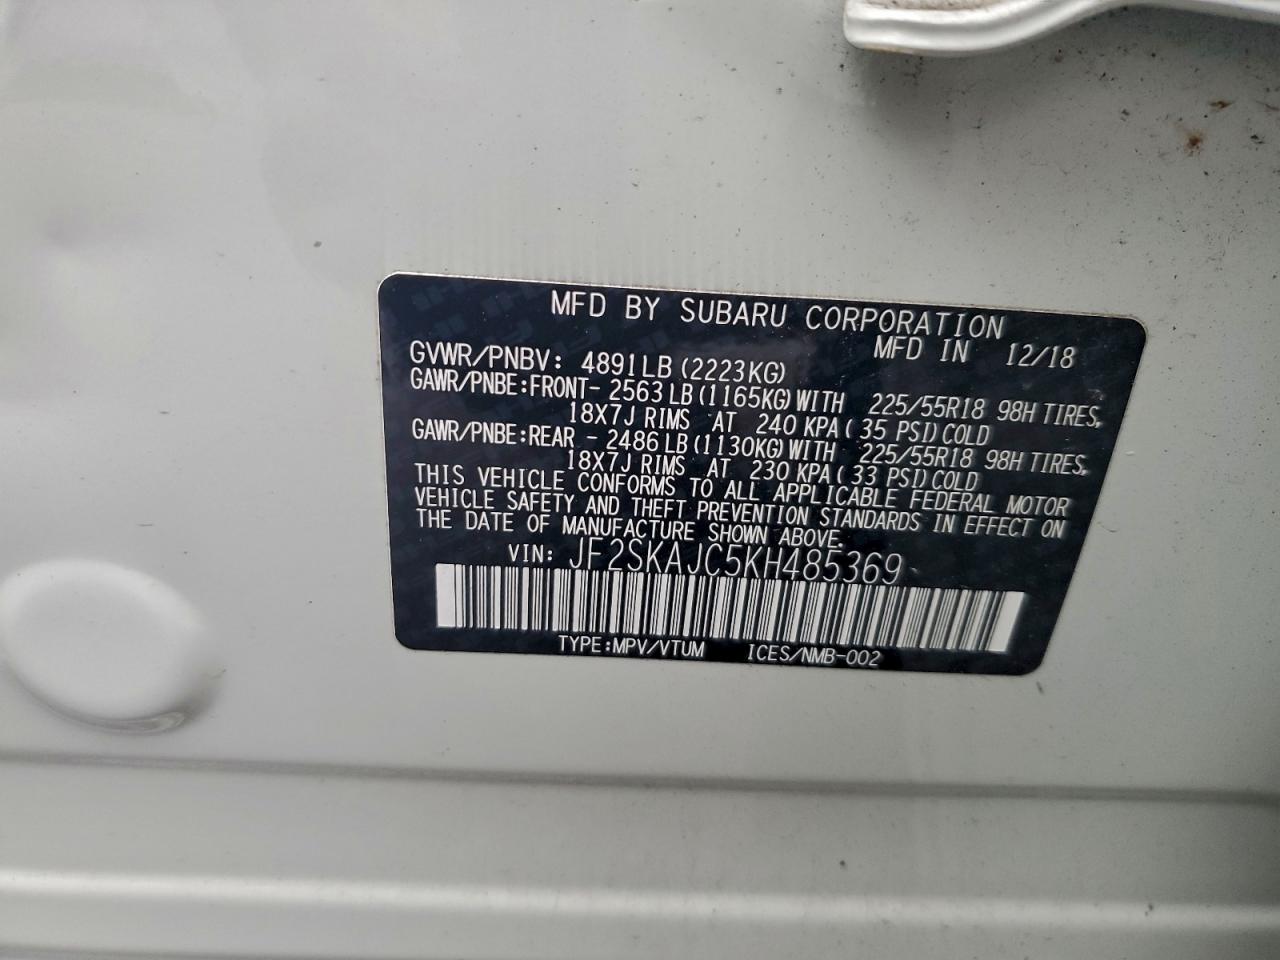 MFD BY SUBARU CORPORATION
MFD IN 12/18
GVWR/PNBV: 4891LB (2223KG)
GAWR/PNBE:FRONT- 2563 LB (1165KG) WITH 225/55R18 98H TIRES,
18X7J RIMS AT 240 KPA ( 35 PSI) COLD
GAWR/PNBE:REAR - 2486 LB (1130KG) WITH 225/55R18 98H TIRES,
18X7J RIMS AT 230 KPA ( 33 PSI) COLD
THIS VEHICLE CONFORMS TO ALL APPLICABLE FEDERAL MOTOR
VEHICLE SAFETY AND THEFT PREVENTION STANDARDS IN EFFECT ON
THE DATE OF MANUFACTURE SHOWN ABOVE.
VIN: JF2SKAJC5KH485369
TYPE:MPV/VTUM ICES/NMB-002